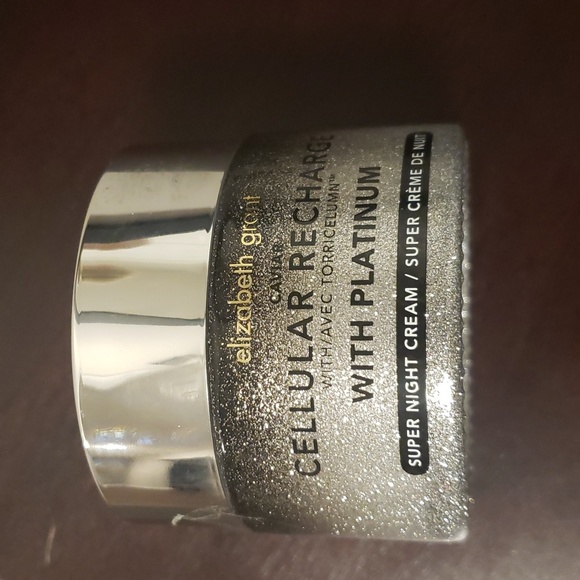 elizabeth grant
CAVIAR
CELLULAR RECHARGE
WITH/AVEC TORRICELUMN™
WITH PLATINUM
SUPER NIGHT CREAM / SUPER CRÈME DE NUIT